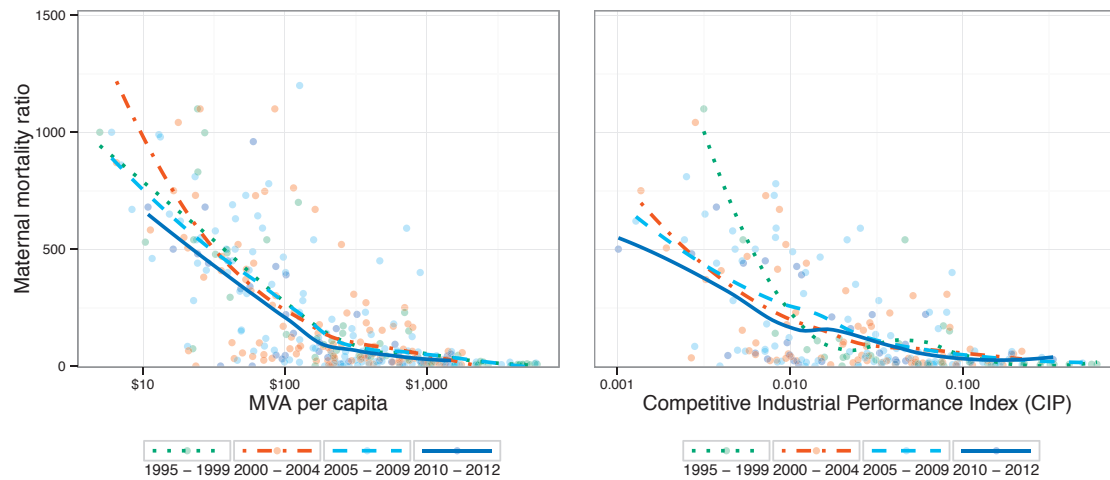 Maternal mortality ratio
1500
1000
500
0
$10 $100 $1,000
MVA per capita
0.001 0.010 0.100
Competitive Industrial Performance Index (CIP)
1995 – 1999 2000 – 2004 2005 – 2009 2010 – 2012
1995 – 1999 2000 – 2004 2005 – 2009 2010 – 2012